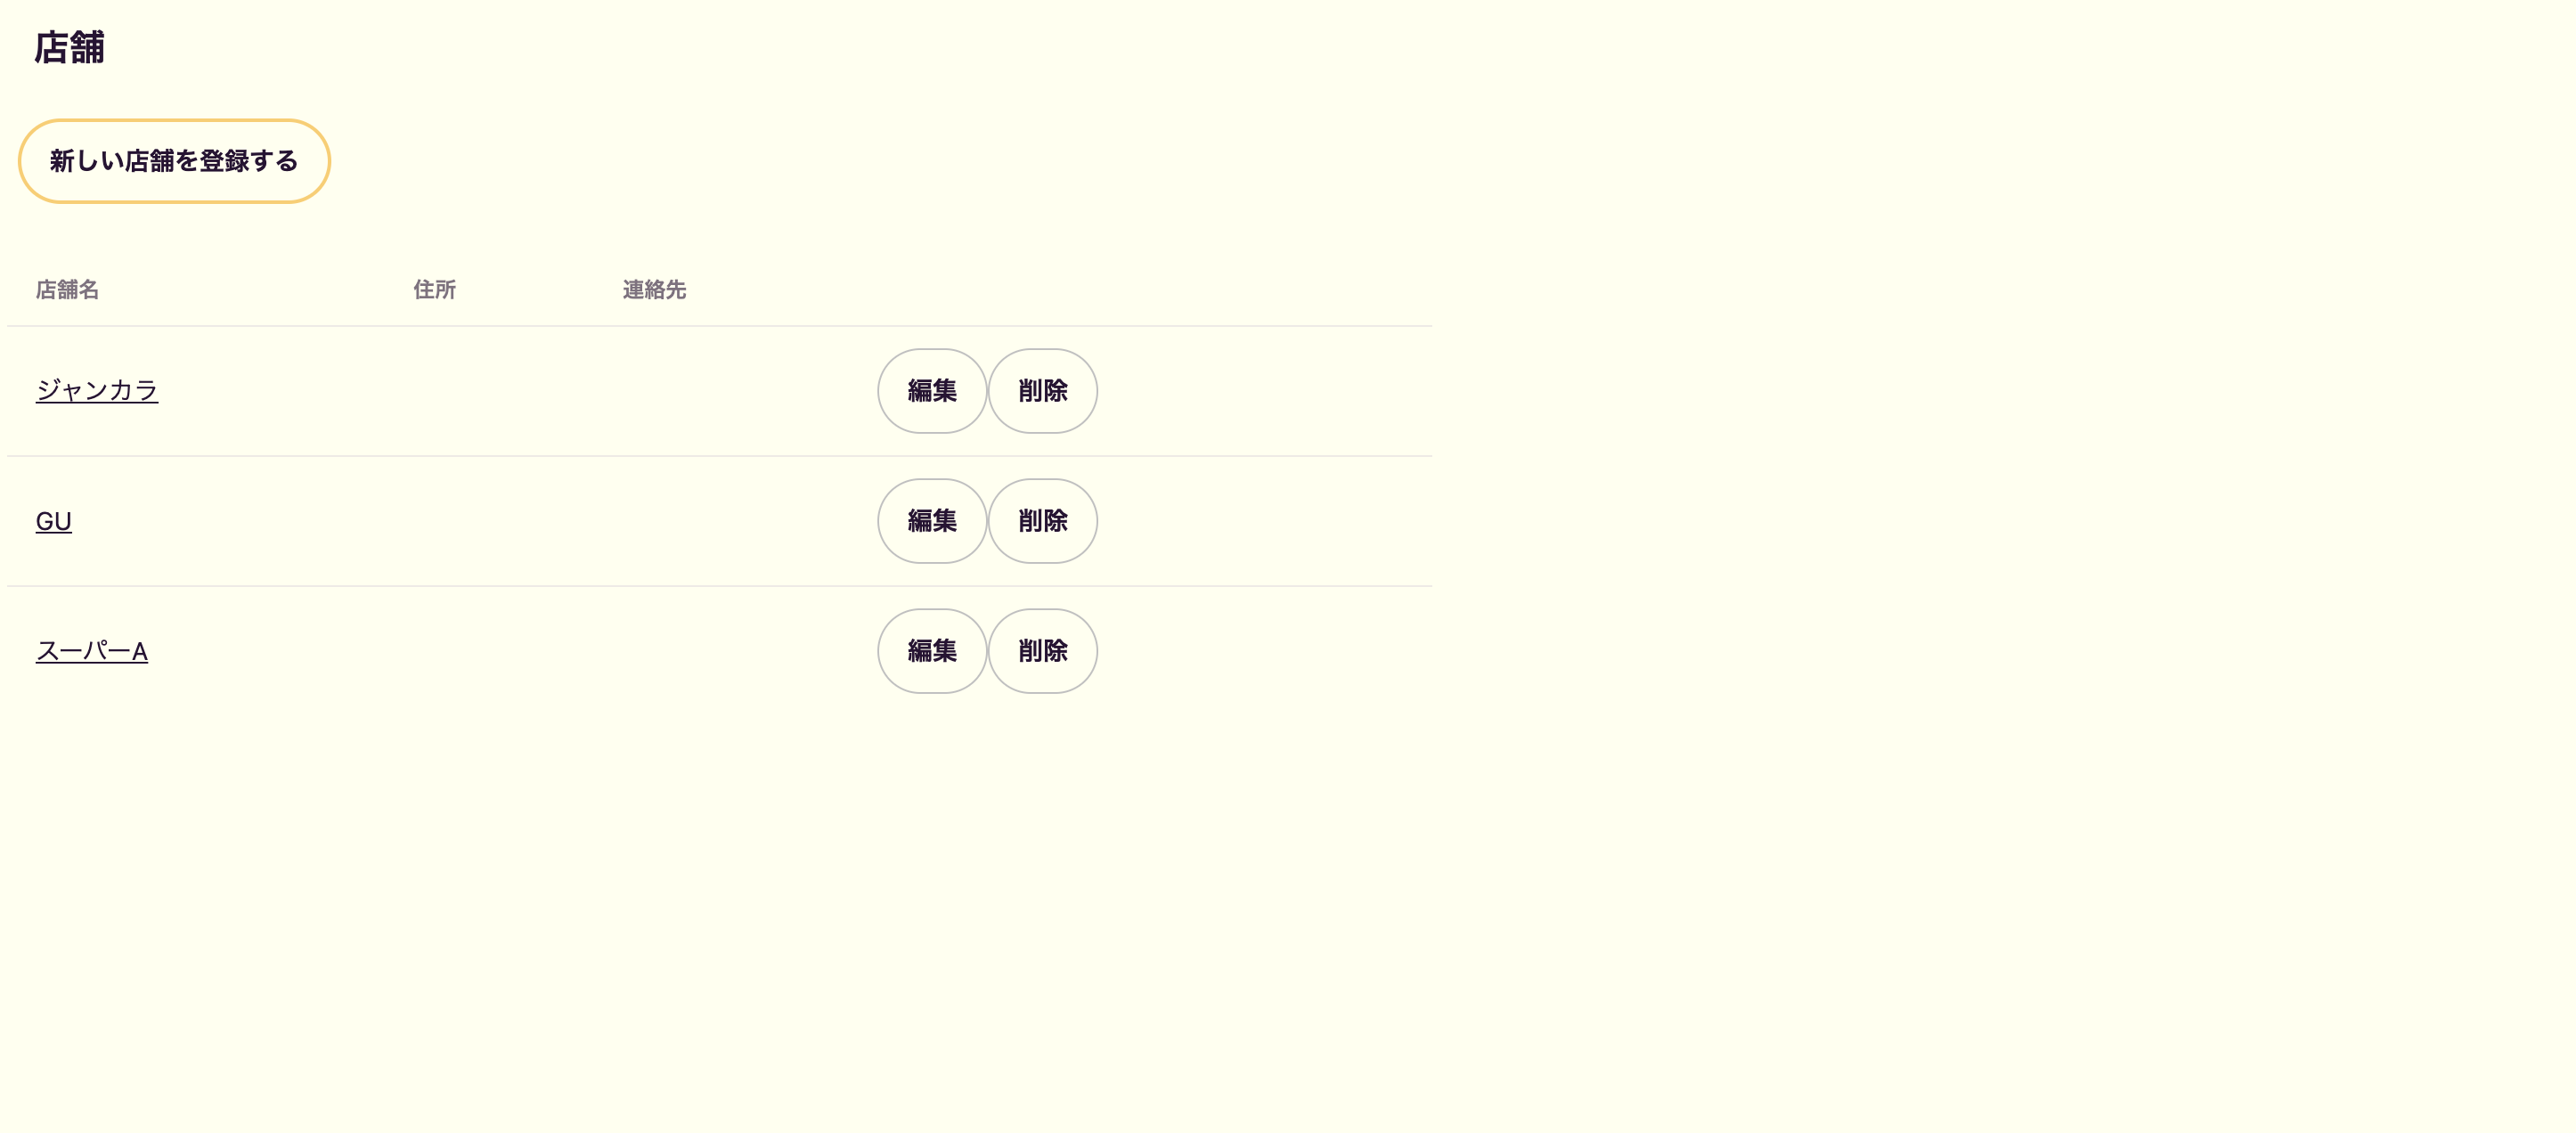 店舗
新しい店舗を登録する
店舗名 住所 連絡先
ジャンカラ 編集 削除
GU 編集 削除
スーパーA 編集 削除